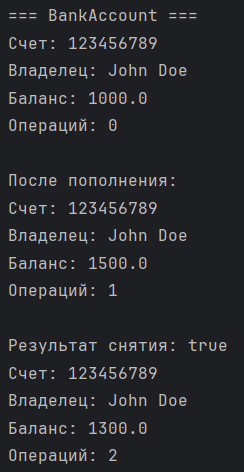 === BankAccount ===
Счет: 123456789
Владелец: John Doe
Баланс: 1000.0
Операций: 0

После пополнения:
Счет: 123456789
Владелец: John Doe
Баланс: 1500.0
Операций: 1

Результат снятия: true
Счет: 123456789
Владелец: John Doe
Баланс: 1300.0
Операций: 2